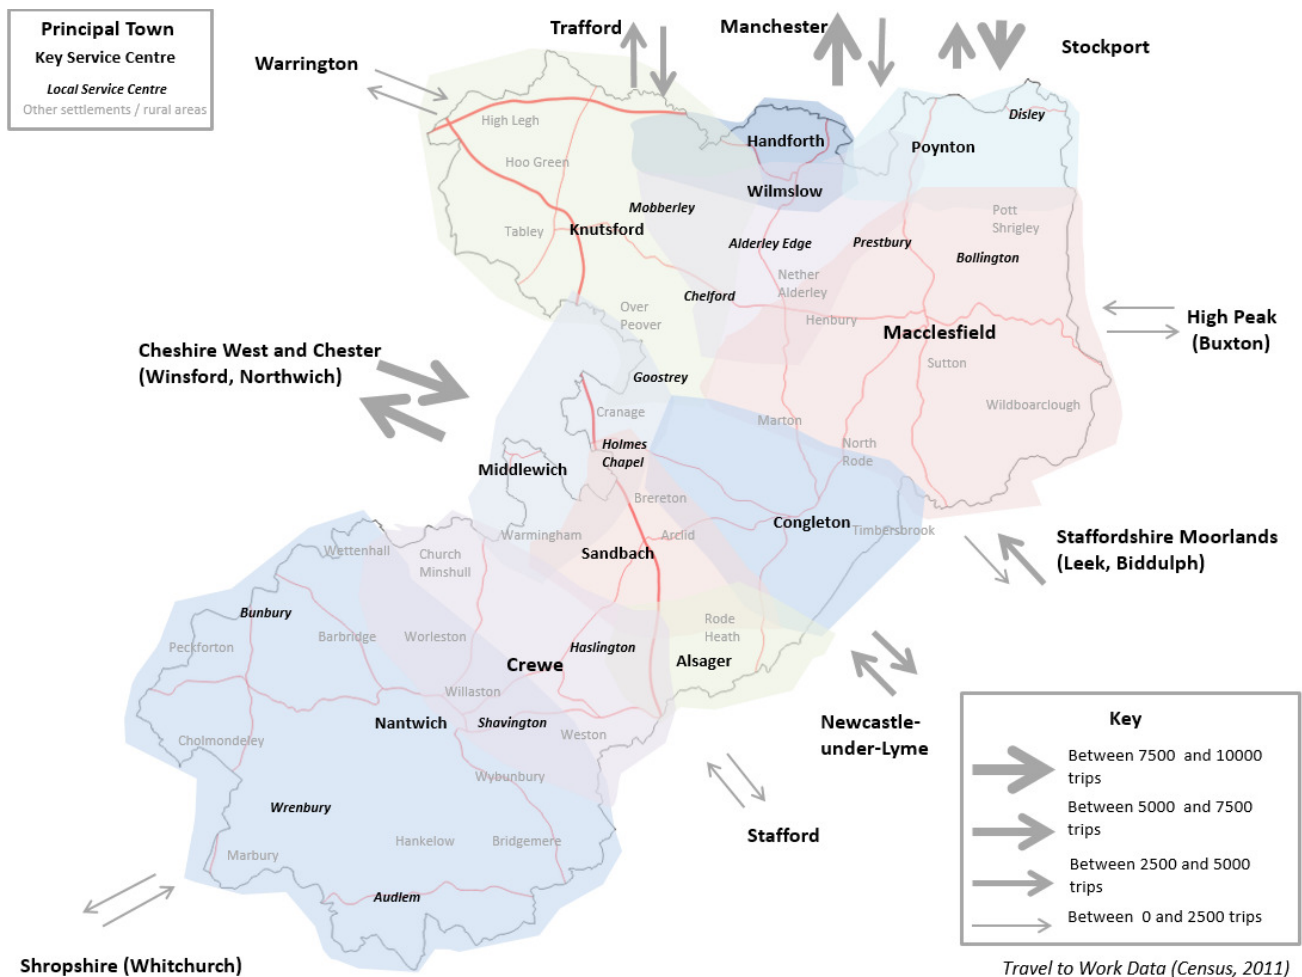 Principal Town
Key Service Centre
Local Service Centre
Other settlements / rural areas
Trafford
Manchester
Stockport
Warrington
High Legh
Handforth
Poynton
Disley
Hoo Green
Wilmslow
Mobberley
Tabley
Knutsford
Alderley Edge
Prestbury
Pott
Shrigley
Bollington
Nether
Alderley
Chelford
Over
Peover
Henbury
Macclesfield
High Peak
(Buxton)
Cheshire West and Chester
(Winsford, Northwich)
Sutton
Goostrey
Cranage
Marton
Wildboarclough
Holmes
Chapel
North
Rode
Middlewich
Brereton
Congleton
Timbersbrook
Warmingham
Arclid
Sandbach
Staffordshire Moorlands
(Leek, Biddulph)
Wettenhall
Church
Minshull
Bunbury
Barbridge
Worleston
Peckforton
Haslington
Rode
Heath
Crewe
Alsager
Willaston
Nantwich
Shavington
Weston
Cholmondeley
Wybunbury
Newcastle-
under-Lyme
Wrenbury
Stafford
Marbury
Hankelow
Bridgemere
Audlem
Shropshire (Whitchurch)
Key
Between 7500 and 10000
trips
Between 5000 and 7500
trips
Between 2500 and 5000
trips
Between 0 and 2500 trips
Travel to Work Data (Census, 2011)